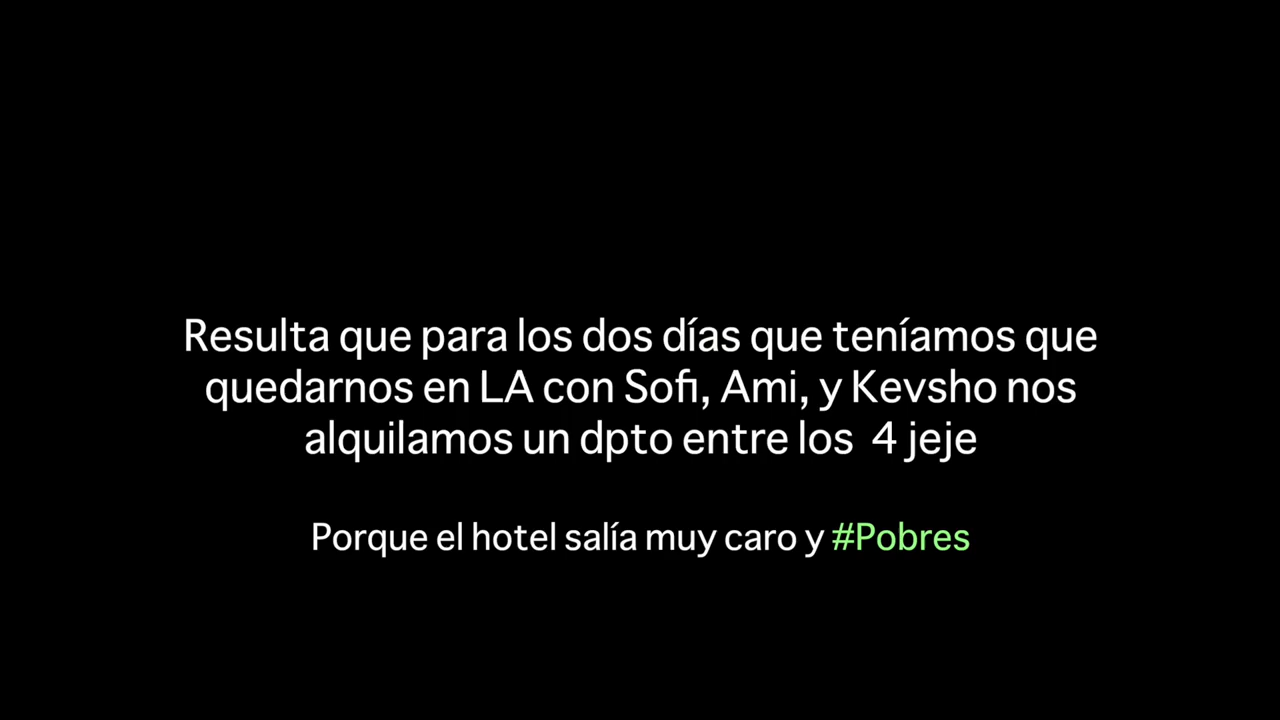 Resulta que para los dos días que teníamos que
quedarnos en LA con Sofi, Ami, y Kevsho nos
alquilamos un dpto entre los  4 jeje
Porque el hotel salía muy caro y #Pobres